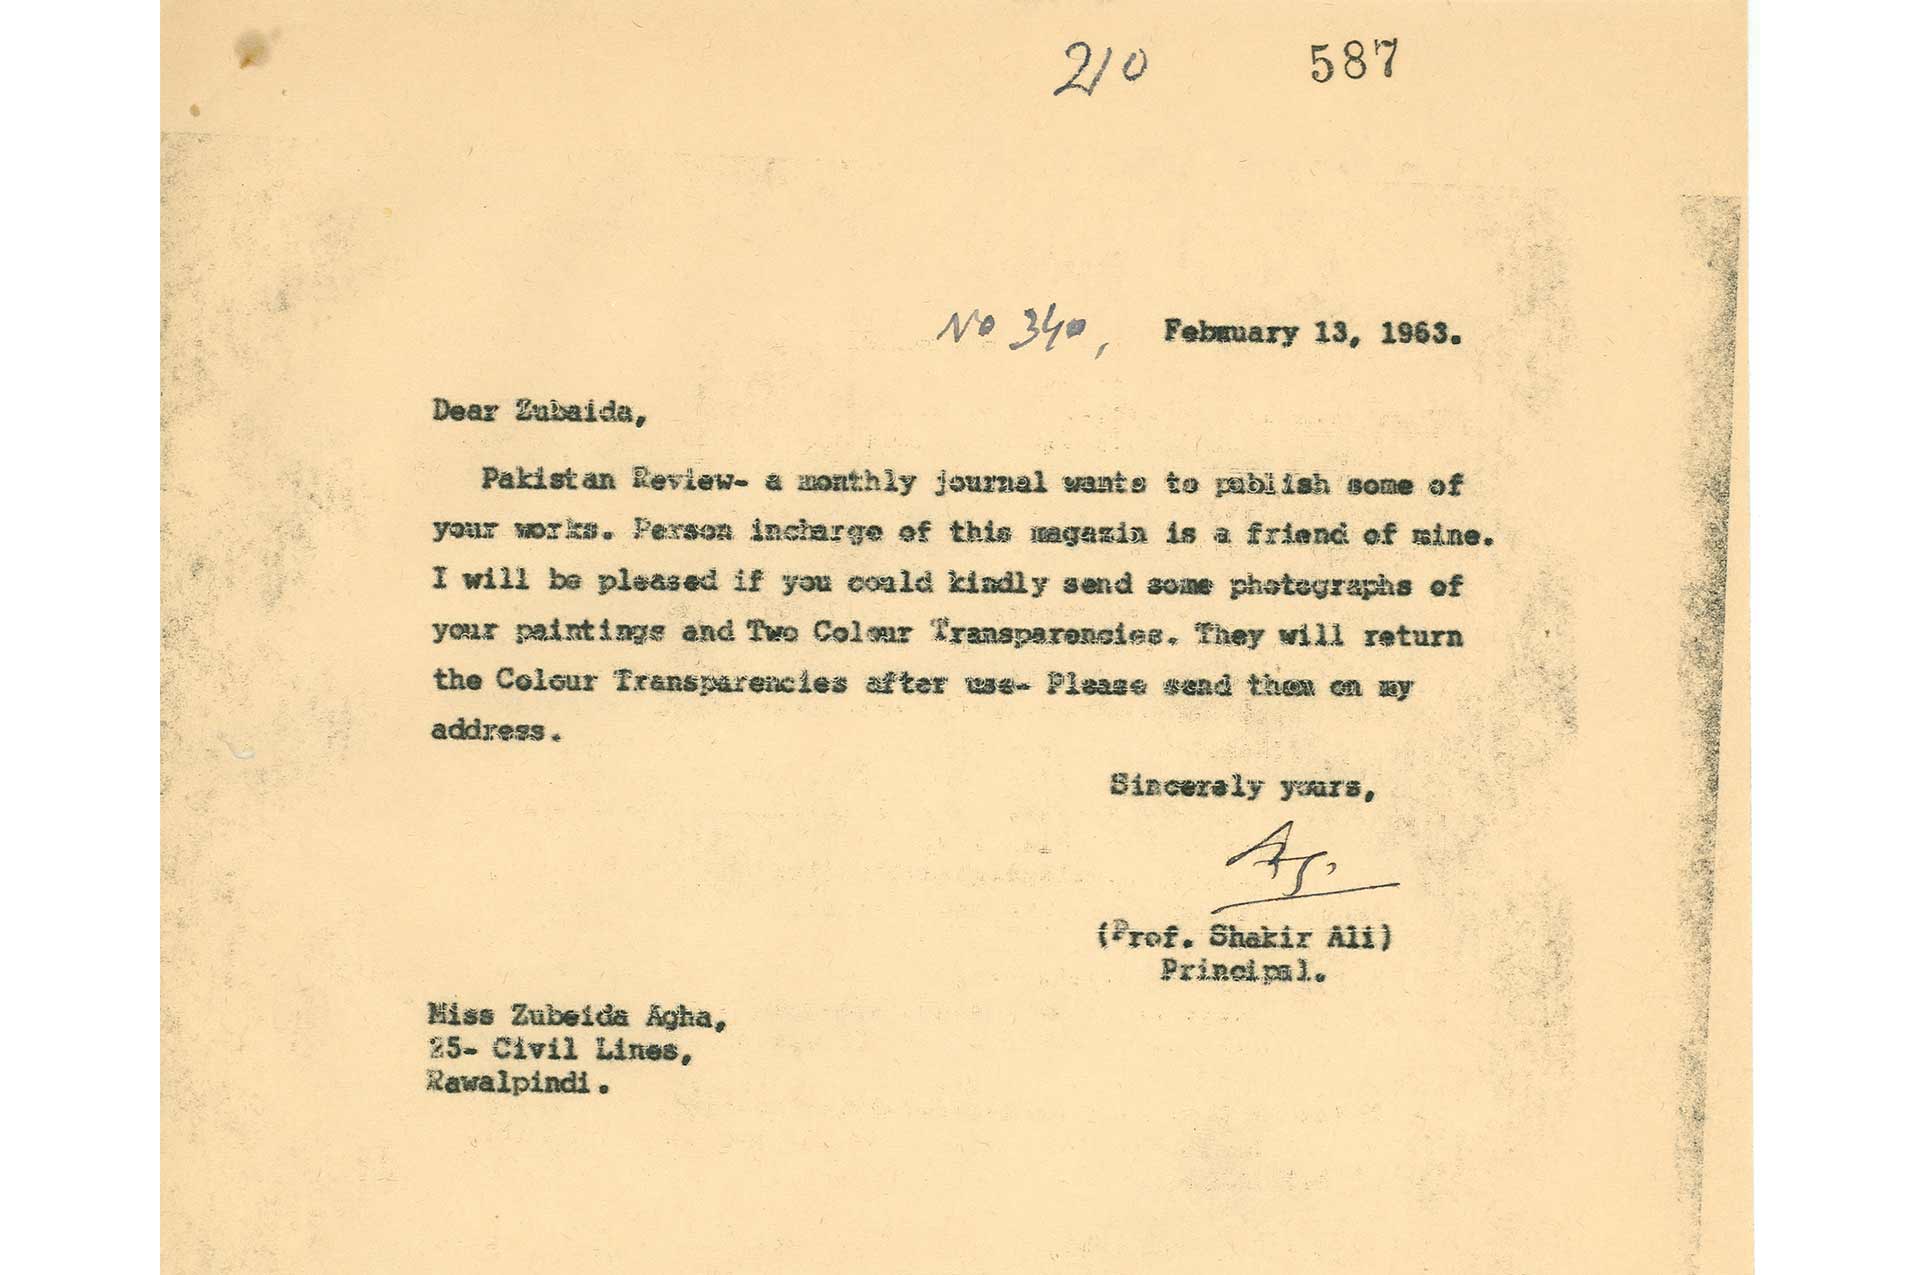 210 587
No 340, February 13, 1963.
Dear Zubaida,
Pakistan Review- a monthly journal wants to publish some of
your works. Person incharge of this magazin is a friend of mine.
I will be pleased if you could kindly send some photographs of
your paintings and Two Colour Transparencies. They will return
the Colour Transparencies after use- Please send them on my
address.
Sincerely yours,
(Prof. Shakir Ali)
Principal.
Miss Zubeida Agha,
25- Civil Lines,
Rawalpindi.